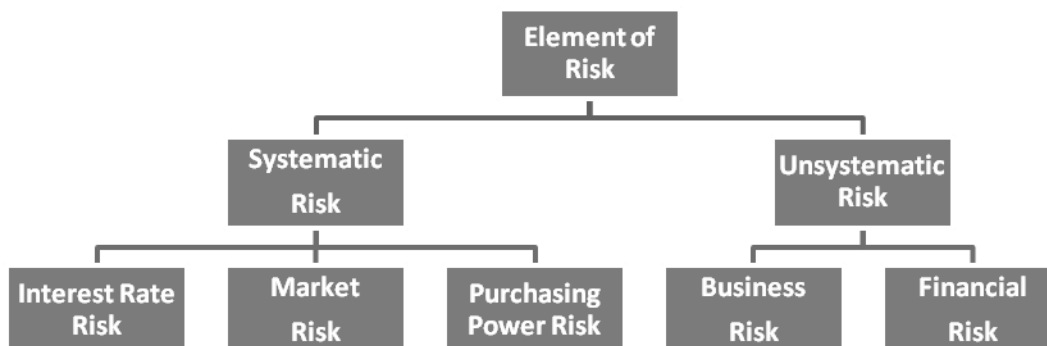 Element of
Risk
Systematic
Risk
Unsystematic
Risk
Interest Rate
Risk
Market
Risk
Purchasing
Power Risk
Business
Risk
Financial
Risk